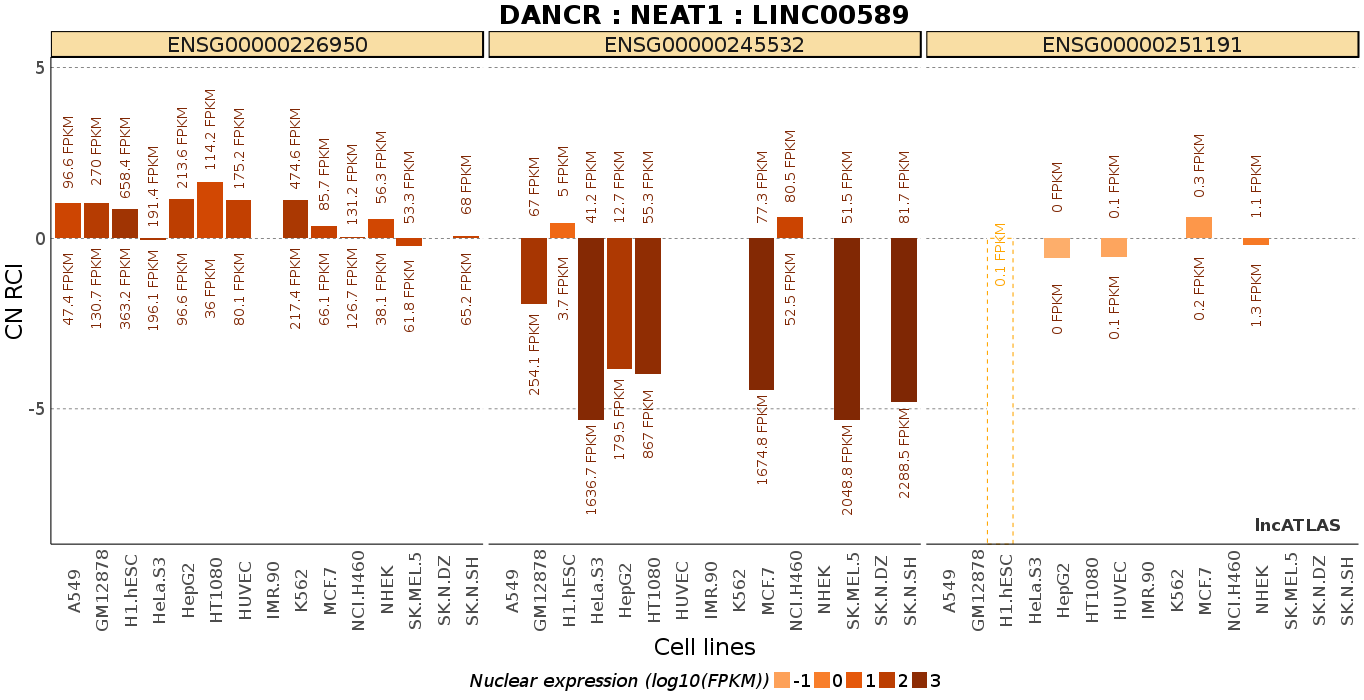 DANCR : NEAT1 : LINC00589
ENSG00000226950
ENSG00000245532
ENSG00000251191
CN RCI
5
0
-5
96.6 FPKM
270 FPKM
658.4 FPKM
191.4 FPKM
213.6 FPKM
114.2 FPKM
175.2 FPKM
474.6 FPKM
85.7 FPKM
131.2 FPKM
56.3 FPKM
53.3 FPKM
68 FPKM
47.4 FPKM
130.7 FPKM
363.2 FPKM
196.1 FPKM
96.6 FPKM
36 FPKM
80.1 FPKM
217.4 FPKM
66.1 FPKM
126.7 FPKM
38.1 FPKM
61.8 FPKM
65.2 FPKM
67 FPKM
5 FPKM
41.2 FPKM
12.7 FPKM
55.3 FPKM
77.3 FPKM
80.5 FPKM
51.5 FPKM
81.7 FPKM
254.1 FPKM
3.7 FPKM
1636.7 FPKM
179.5 FPKM
867 FPKM
1674.8 FPKM
52.5 FPKM
2048.8 FPKM
2288.5 FPKM
0.1 FPKM
0 FPKM
0.1 FPKM
0.3 FPKM
1.1 FPKM
0 FPKM
0.1 FPKM
0.2 FPKM
1.3 FPKM
lncATLAS
A549
GM12878
H1.hESC
HeLa.S3
HepG2
HT1080
HUVEC
IMR.90
K562
MCF.7
NCI.H460
NHEK
SK.MEL.5
SK.N.DZ
SK.N.SH
A549
GM12878
H1.hESC
HeLa.S3
HepG2
HT1080
HUVEC
IMR.90
K562
MCF.7
NCI.H460
NHEK
SK.MEL.5
SK.N.DZ
SK.N.SH
A549
GM12878
H1.hESC
HeLa.S3
HepG2
HT1080
HUVEC
IMR.90
K562
MCF.7
NCI.H460
NHEK
SK.MEL.5
SK.N.DZ
SK.N.SH
Cell lines
Nuclear expression (log10(FPKM)) -1 0 1 2 3